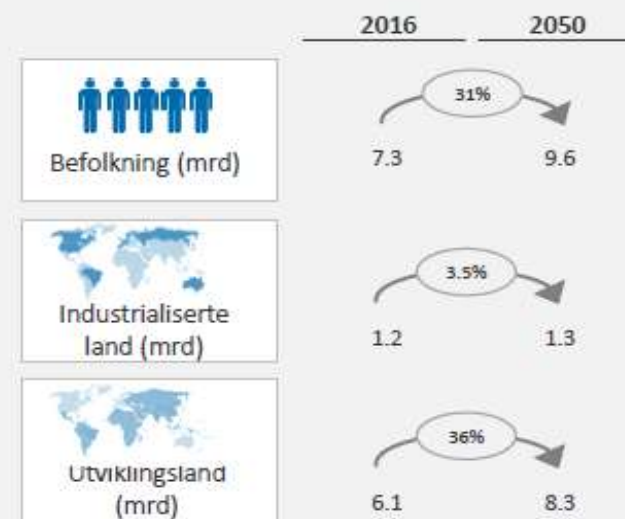 2016 2050
31%
Befolkning (mrd) 7.3 9.6
3.5%
Industrialiserte
land (mrd) 1.2 1.3
36%
Utviklingsland
(mrd) 6.1 8.3